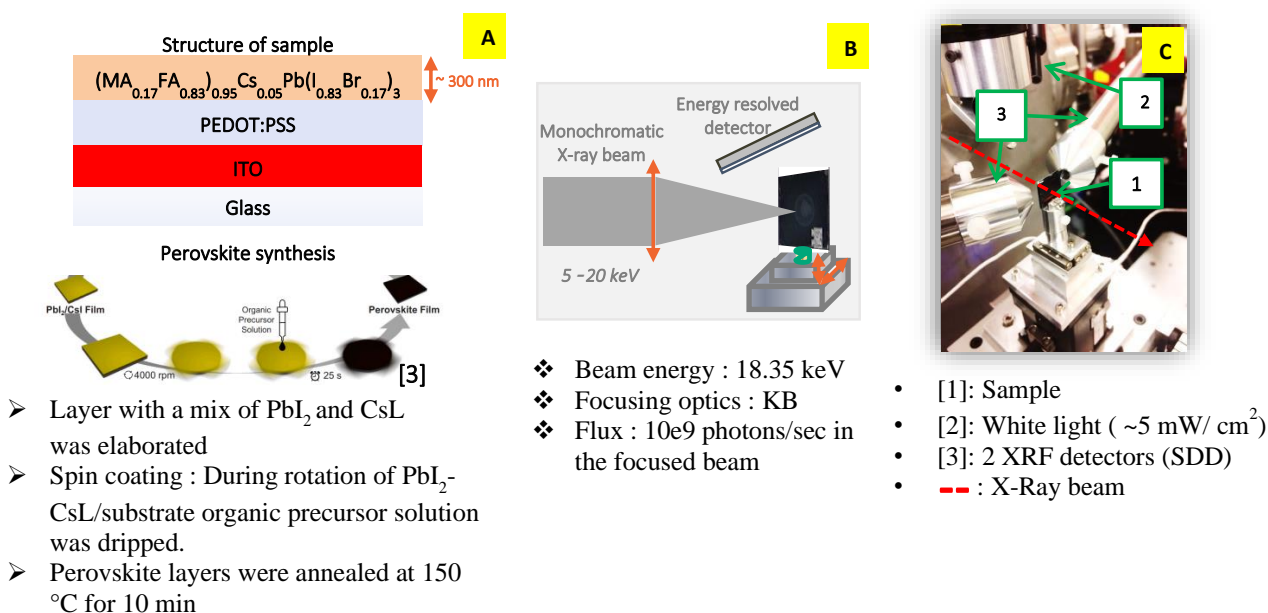 A
Structure of sample
(MA₀.₁₇FA₀.₈₃)₀.₉₅Cs₀.₀₅Pb(I₀.₈₃Br₀.₁₇)₃
~ 300 nm
PEDOT:PSS
ITO
Glass
Perovskite synthesis
PbI₂/CsI Film
4000 rpm
Organic
Precursor
Solution
25 s
Perovskite Film
[3]
➢ Layer with a mix of PbI₂ and CsL
was elaborated
➢ Spin coating : During rotation of PbI₂-
CsL/substrate organic precursor solution
was dripped.
➢ Perovskite layers were annealed at 150
°C for 10 min
B
Energy resolved
detector
Monochromatic
X-ray beam
5 –20 keV
❖ Beam energy : 18.35 keV
❖ Focusing optics : KB
❖ Flux : 10e9 photons/sec in
the focused beam
C
2
3
1
• [1]: Sample
• [2]: White light ( ~5 mW/ cm²)
• [3]: 2 XRF detectors (SDD)
• : X-Ray beam